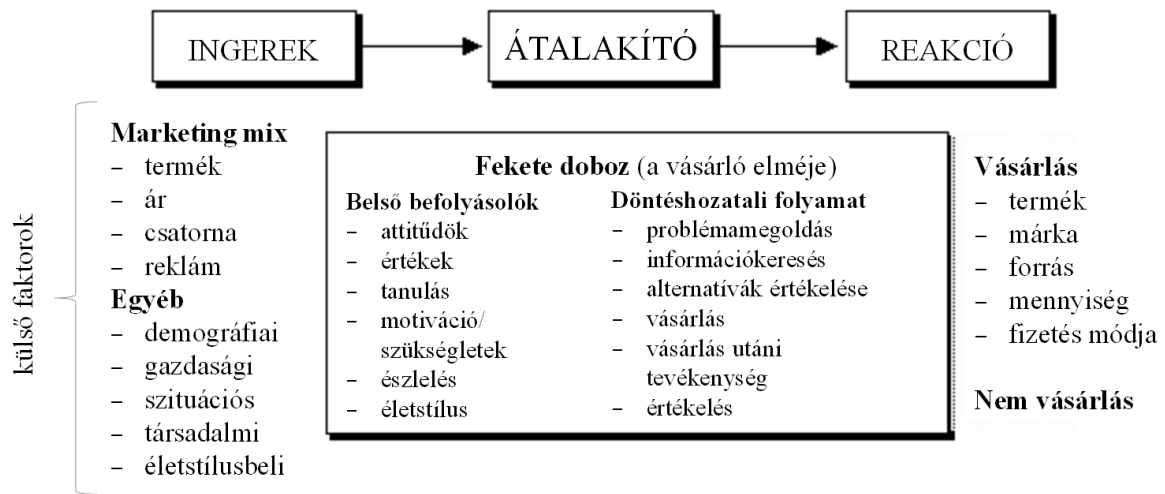 INGEREK
ÁTALAKÍTÓ
REAKCIÓ
külső faktorok
Marketing mix
– termék
– ár
– csatorna
– reklám
Egyéb
– demográfiai
– gazdasági
– szituációs
– társadalmi
– életstílusbeli
Fekete doboz (a vásárló elméje)
Belső befolyásolók
– attitűdök
– értékek
– tanulás
– motiváció/
szükségletek
– észlelés
– életstílus
Döntéshozatali folyamat
– problémamegoldás
– információkeresés
– alternatívák értékelése
– vásárlás
– vásárlás utáni
tevékenység
– értékelés
Vásárlás
– termék
– márka
– forrás
– mennyiség
– fizetés módja
Nem vásárlás